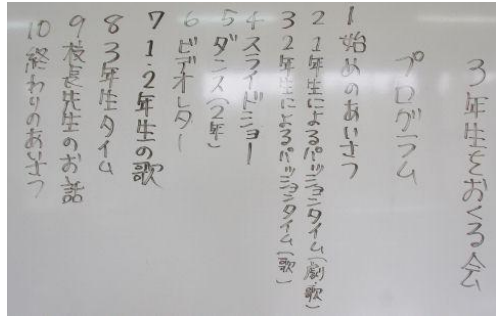 3年生をおくる会
プログラム
1 始めのあいさつ
2 1年生によるパッションタイム(劇・歌)
3 2年生によるパッションタイム(歌)
4 スライドショー
5 ダンス(2年)
6 ビデオレター
7 1・2年生の歌
8 3年生タイム
9 校長先生のお話
10 終わりのあいさつ